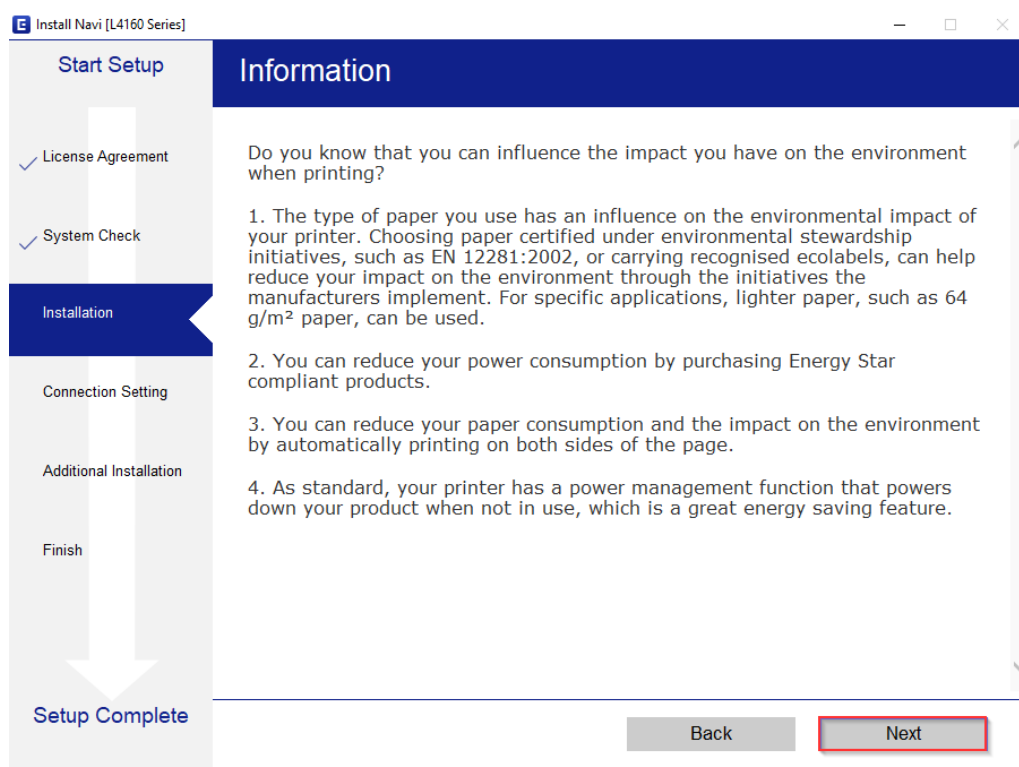 E Install Navi [L4160 Series]
Start Setup
License Agreement
System Check
Installation
Connection Setting
Additional Installation
Finish
Setup Complete
Information
Do you know that you can influence the impact you have on the environment
when printing?
1. The type of paper you use has an influence on the environmental impact of
your printer. Choosing paper certified under environmental stewardship
initiatives, such as EN 12281:2002, or carrying recognised ecolabels, can help
reduce your impact on the environment through the initiatives the
manufacturers implement. For specific applications, lighter paper, such as 64
g/m² paper, can be used.
2. You can reduce your power consumption by purchasing Energy Star
compliant products.
3. You can reduce your paper consumption and the impact on the environment
by automatically printing on both sides of the page.
4. As standard, your printer has a power management function that powers
down your product when not in use, which is a great energy saving feature.
Back
Next